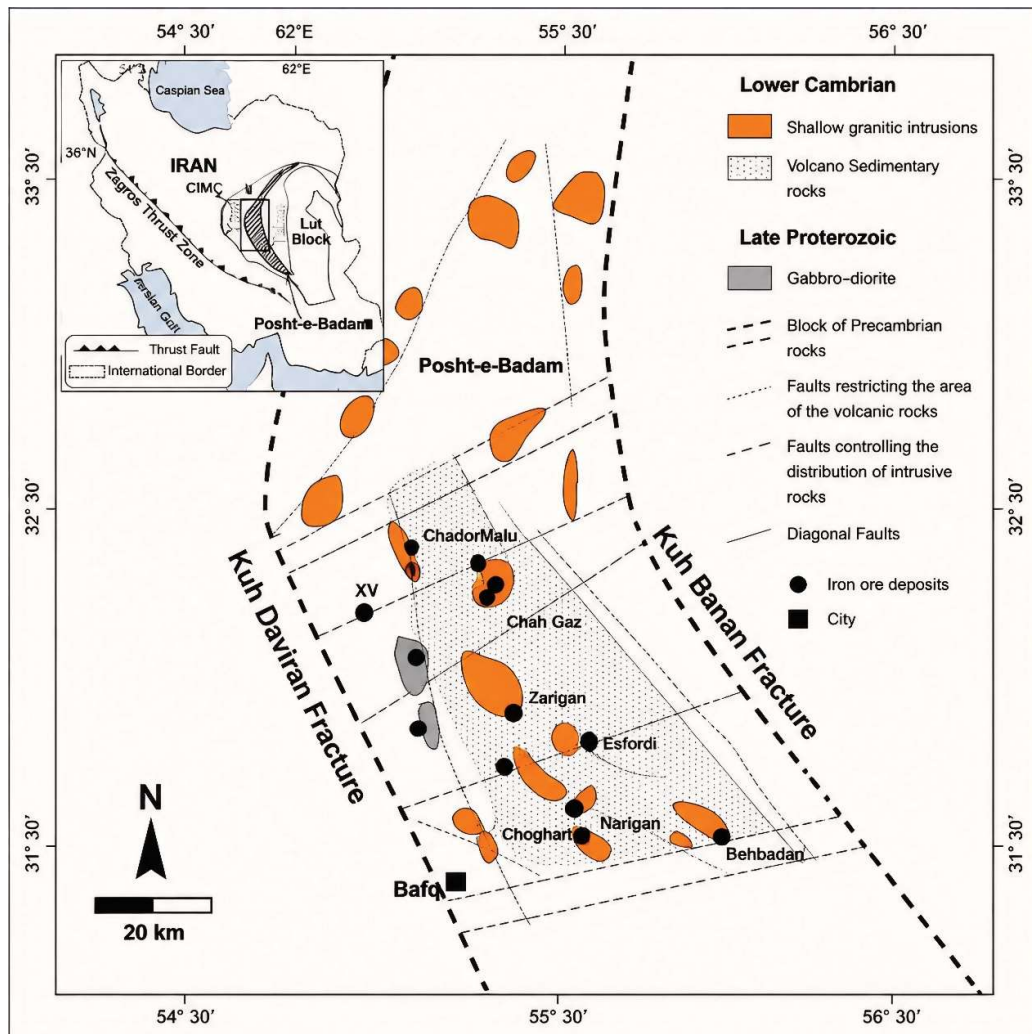 54° 30′
62° E
55° 30′
56° 30′
62°E
Caspian Sea
36°N
IRAN
CIMC
Zagros Thrust Zone
Lut
Block
Posht-e-Badam
Thrust Fault
International Border
33° 30′
33° 30′
Lower Cambrian
Shallow granitic intrusions
Volcano Sedimentary
rocks
Late Proterozoic
Gabbro-diorite
Block of Precambrian
rocks
Faults restricting the area
of the volcanic rocks
Faults controlling the
distribution of intrusive
rocks
Diagonal Faults
Iron ore deposits
City
Posht-e-Badam
32° 30′
32° 30′
ChadorMalu
XV
Chah Gaz
Kuh Daviran Fracture
Kuh Banan Fracture
Zarigan
Esfordi
Narigan
Choghart
Behbadan
31° 30′
31° 30′
Bafq
N
20 km
54° 30′
55° 30′
56° 30′